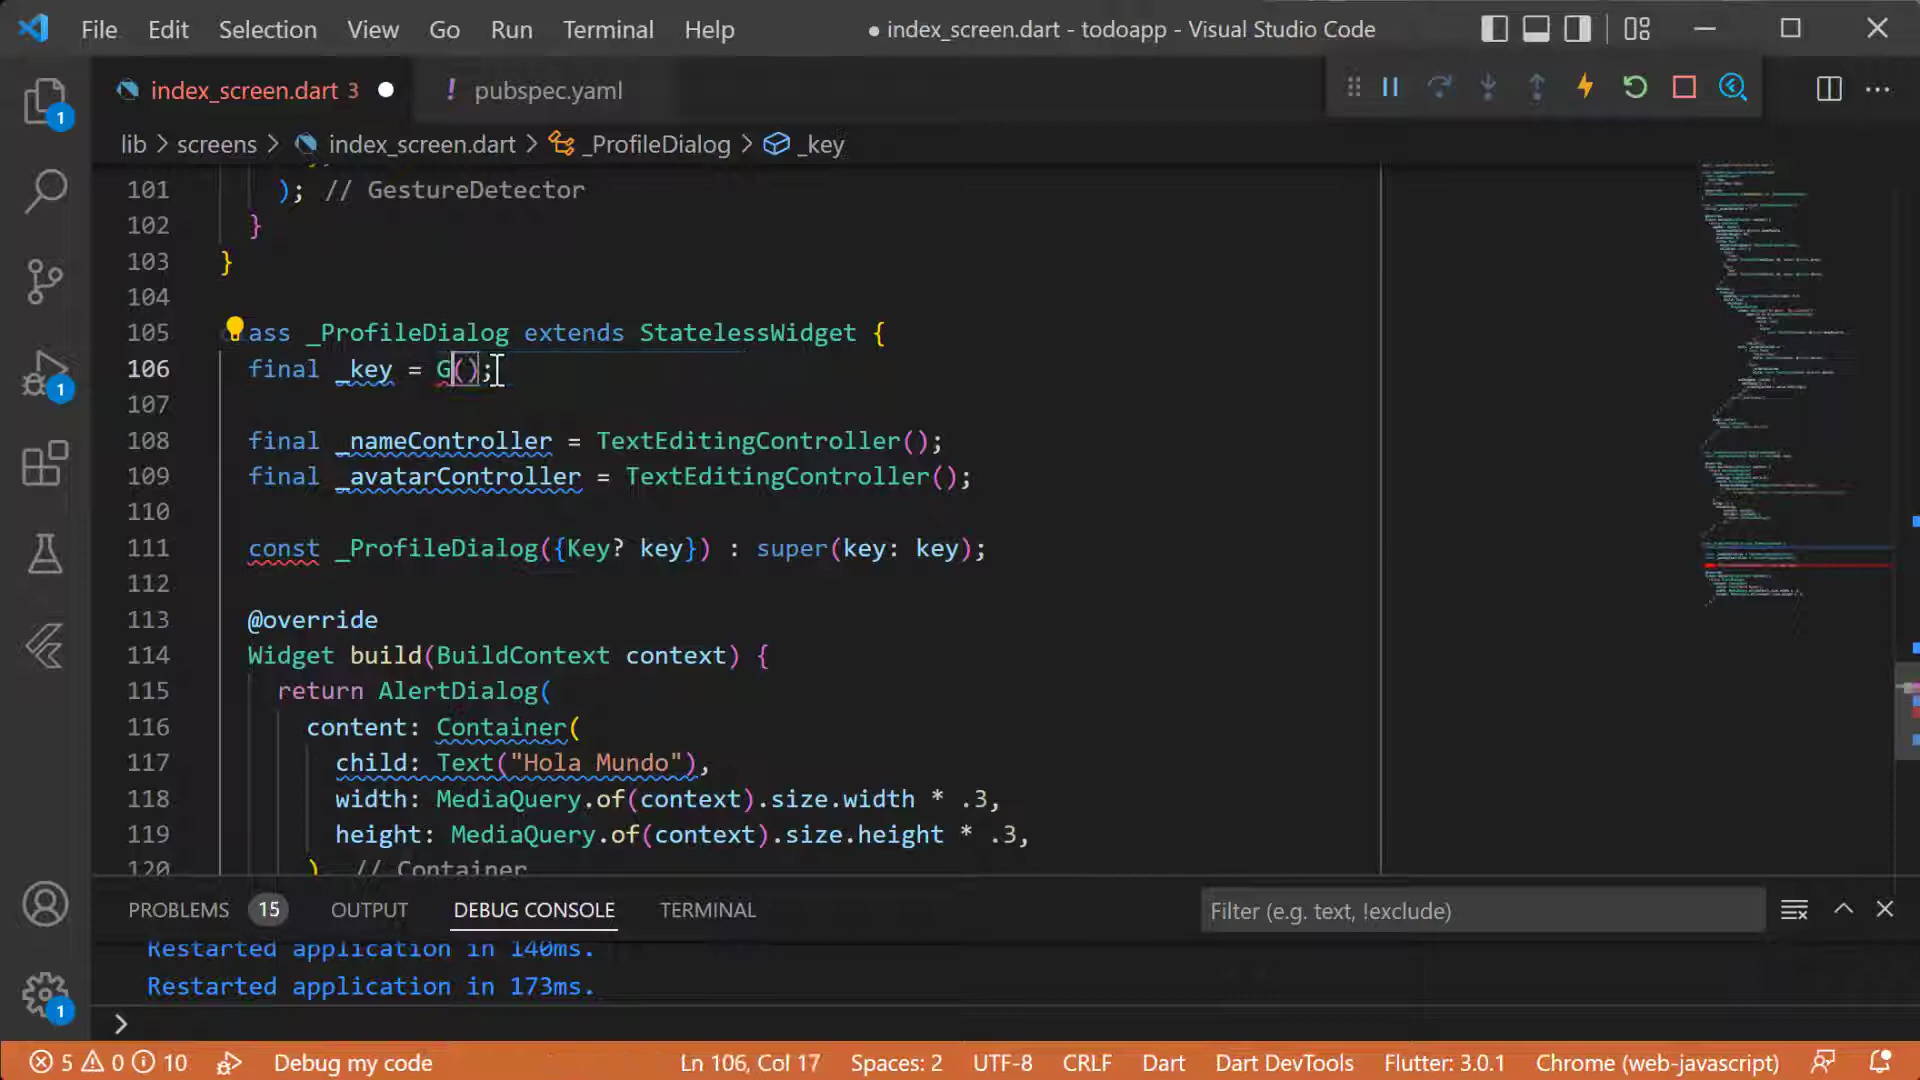 File Edit Selection View Go Run Terminal Help
● index_screen.dart - todoapp - Visual Studio Code
index_screen.dart 3 ●
! pubspec.yaml
lib > screens > index_screen.dart > _ProfileDialog > _key
101 ); // GestureDetector
102 }
103 }
104
105 ass _ProfileDialog extends StatelessWidget {
106 final _key = G();
107
108 final _nameController = TextEditingController();
109 final _avatarController = TextEditingController();
110
111 const _ProfileDialog({Key? key}) : super(key: key);
112
113 @override
114 Widget build(BuildContext context) {
115 return AlertDialog(
116 content: Container(
117 child: Text("Hola Mundo"),
118 width: MediaQuery.of(context).size.width * .3,
119 height: MediaQuery.of(context).size.height * .3,
120 ) // Container
1
1
1
PROBLEMS 15 OUTPUT DEBUG CONSOLE TERMINAL
Filter (e.g. text, !exclude)
Restarted application in 140ms.
Restarted application in 173ms.
>
5 0 10 Debug my code Ln 106, Col 17 Spaces: 2 UTF-8 CRLF Dart Dart DevTools Flutter: 3.0.1 Chrome (web-javascript)